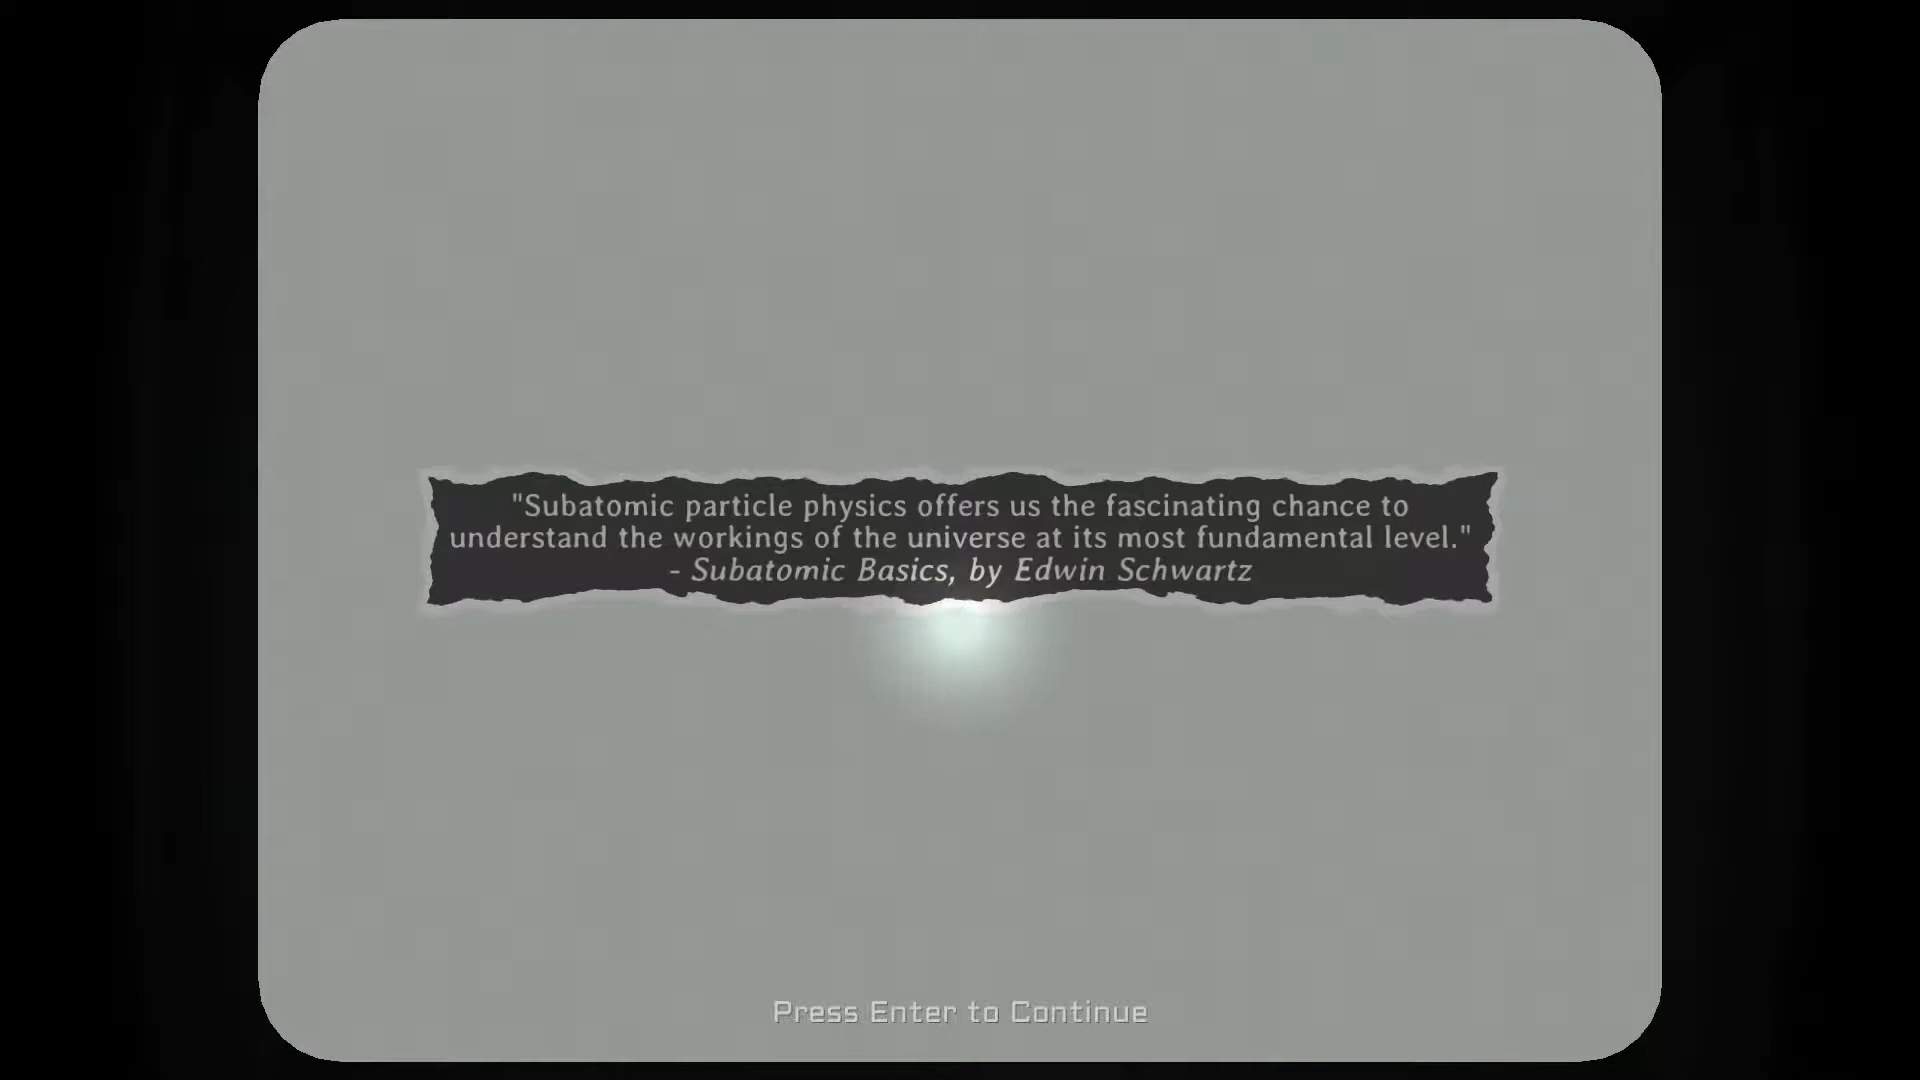 "Subatomic particle physics offers us the fascinating chance to
understand the workings of the universe at its most fundamental level."
- Subatomic Basics, by Edwin Schwartz
Press Enter to Continue